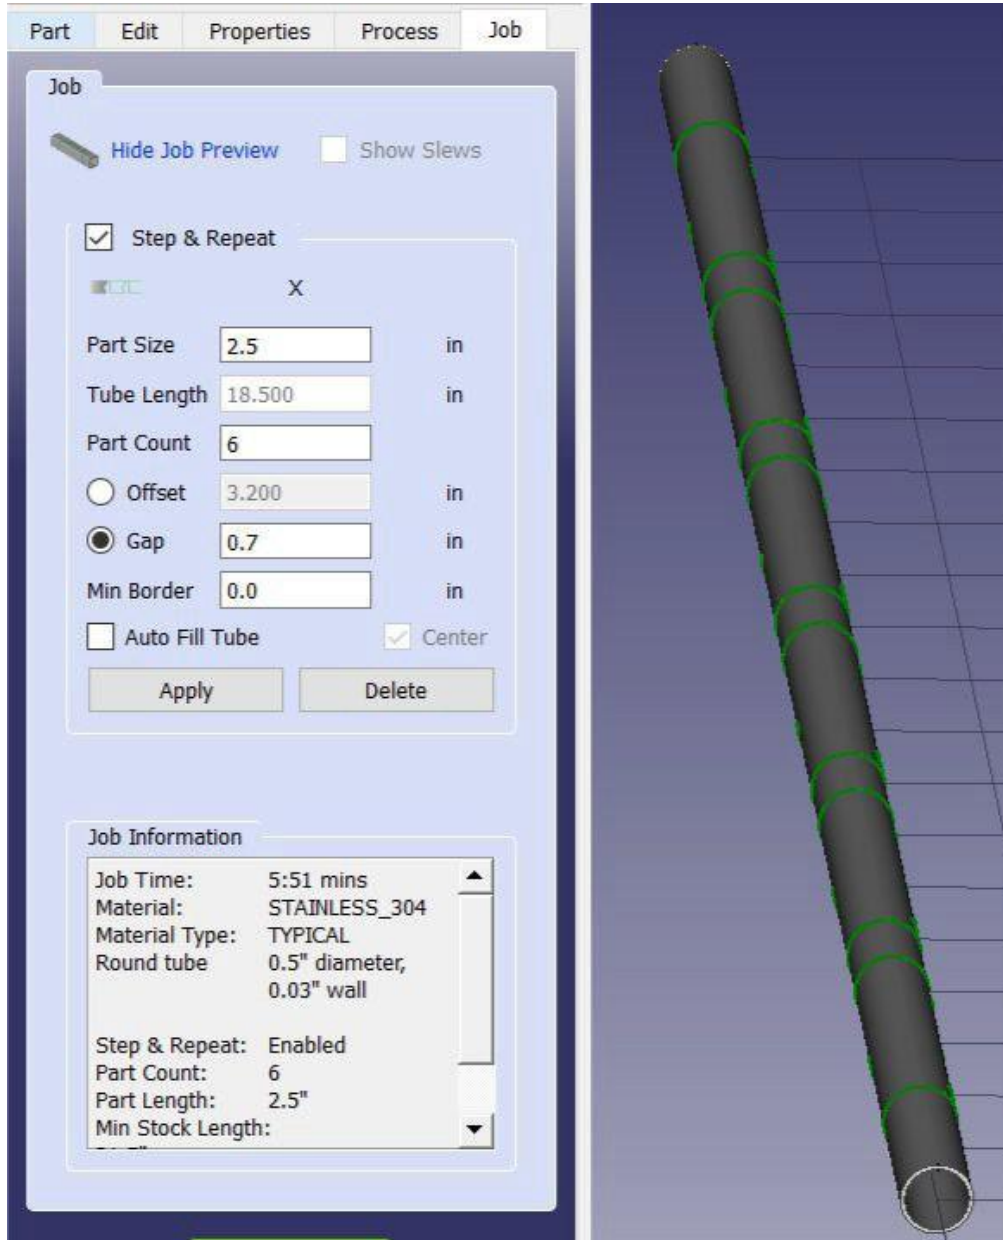 Part Edit Properties Process Job
Job
Hide Job Preview Show Slews
Step & Repeat
X
Part Size 2.5 in
Tube Length 18.500 in
Part Count 6
Offset 3.200 in
Gap 0.7 in
Min Border 0.0 in
Auto Fill Tube Center
Apply Delete
Job Information
Job Time: 5:51 mins
Material: STAINLESS_304
Material Type: TYPICAL
Round tube 0.5" diameter,
0.03" wall
Step & Repeat: Enabled
Part Count: 6
Part Length: 2.5"
Min Stock Length: